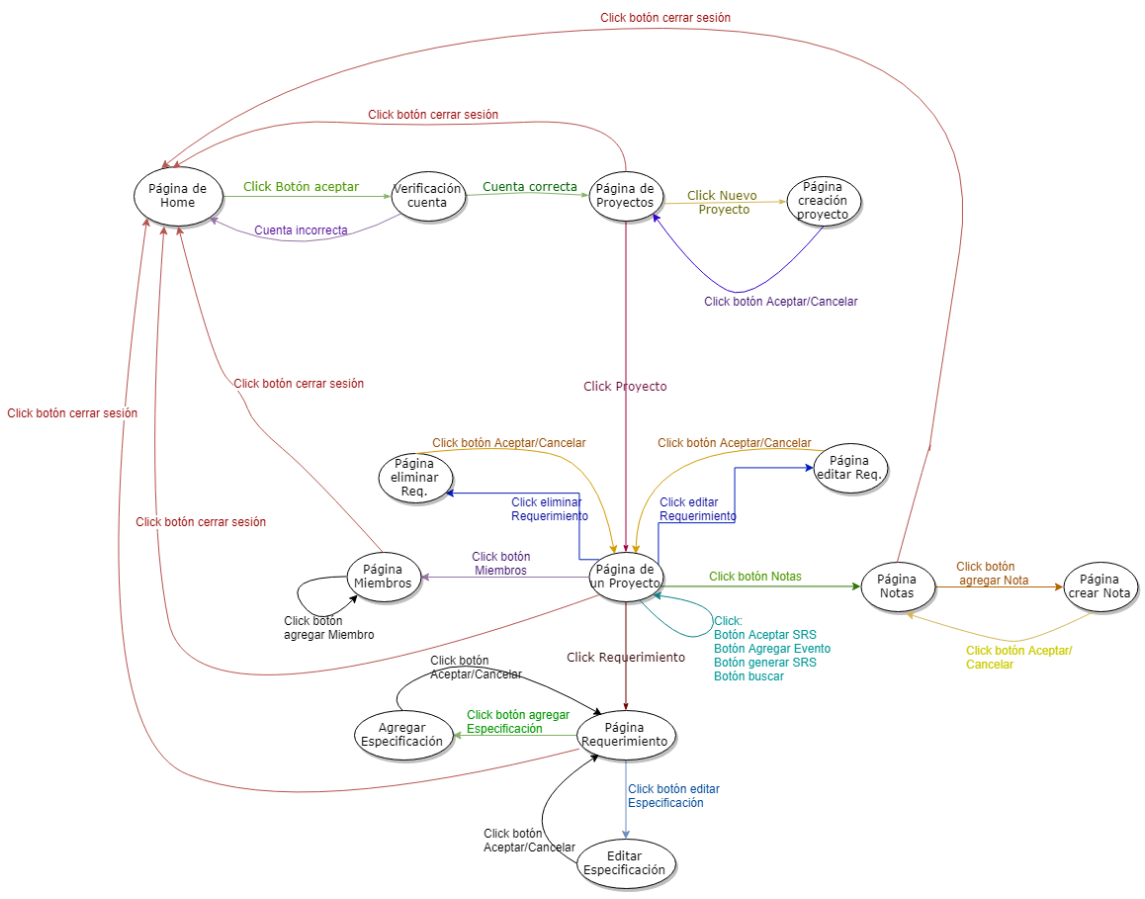 Click botón cerrar sesión
Click botón cerrar sesión
Página de
Home
Click Botón aceptar
Verificación
cuenta
Cuenta correcta
Página de
Proyectos
Click Nuevo
Proyecto
Página
creación
proyecto
Cuenta incorrecta
Click botón Aceptar/Cancelar
Click botón cerrar sesión
Click Proyecto
Click botón cerrar sesión
Click botón Aceptar/Cancelar
Click botón Aceptar/Cancelar
Página
eliminar
Req.
Página
editar Req.
Click eliminar
Requerimiento
Click editar
Requerimiento
Click botón cerrar sesión
Click botón
Miembros
Página
Miembros
Página de
un Proyecto
Click botón Notas
Página
Notas
Click botón
agregar Nota
Página
crear Nota
Click botón
agregar Miembro
Click:
Botón Aceptar SRS
Botón Agregar Evento
Botón generar SRS
Botón buscar
Click botón Aceptar/
Cancelar
Click Requerimiento
Click botón
Aceptar/Cancelar
Click botón agregar
Especificación
Agregar
Especificación
Página
Requerimiento
Click botón editar
Especificación
Click botón
Aceptar/Cancelar
Editar
Especificación